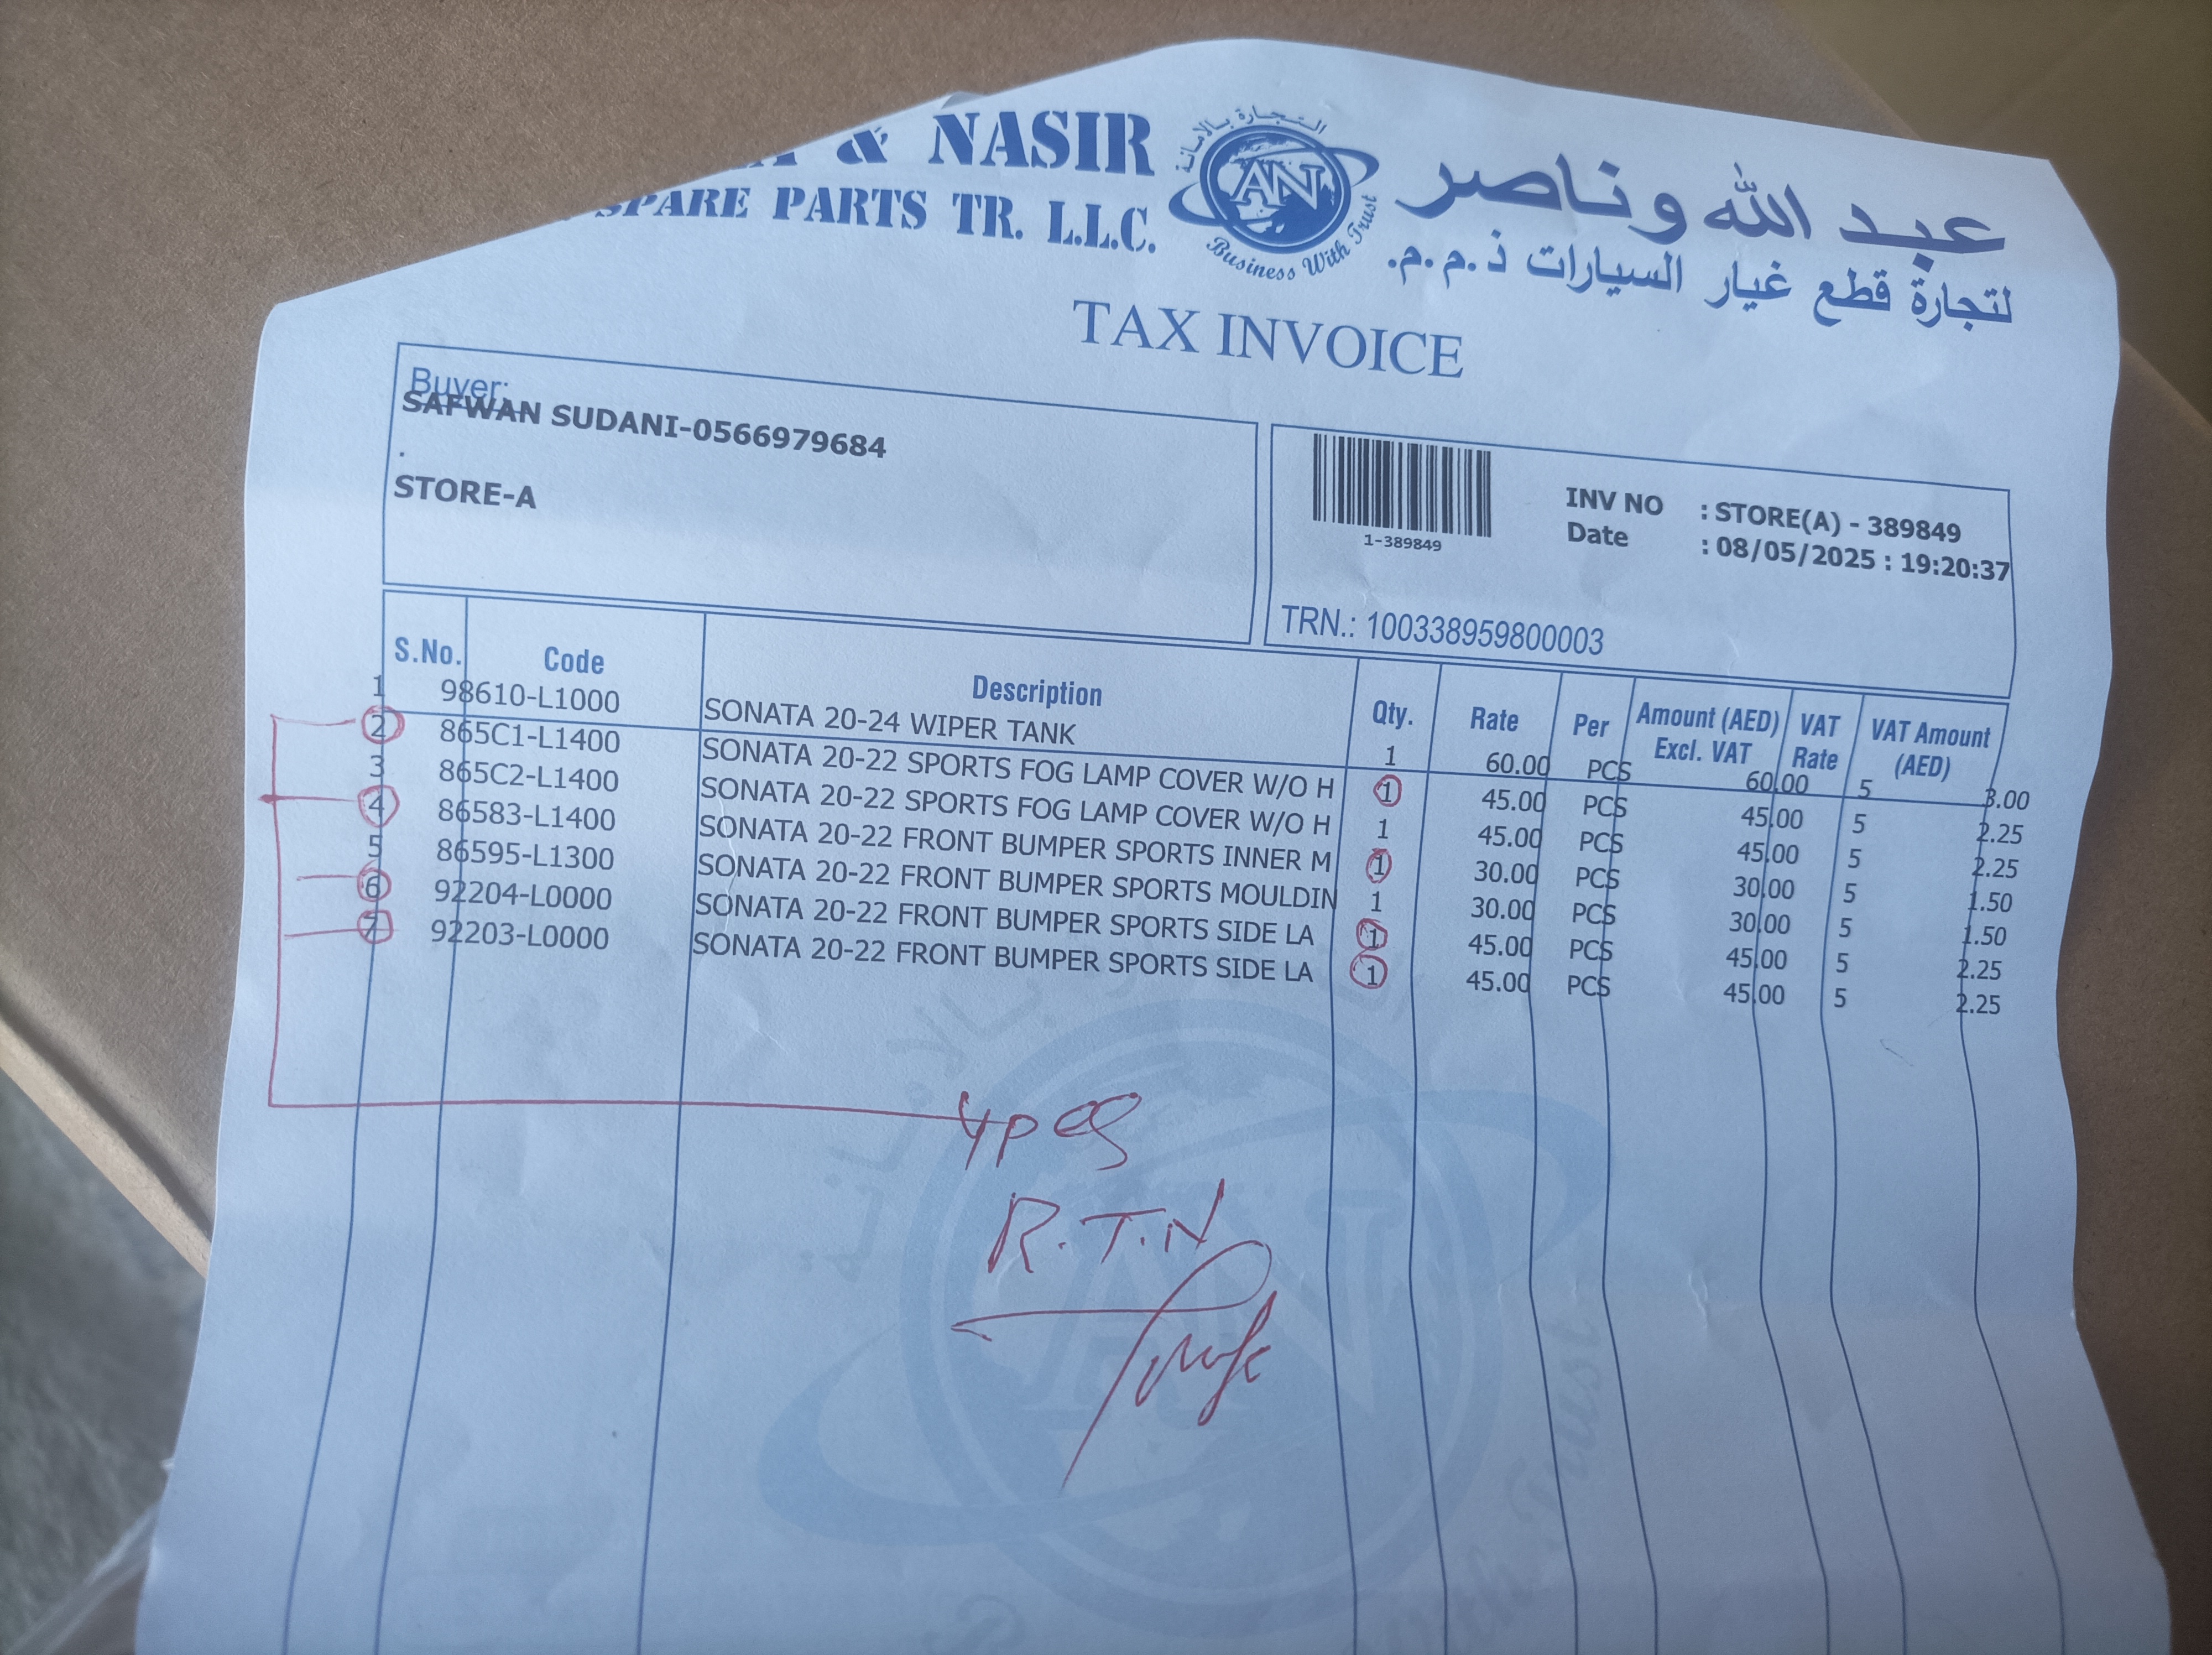 & NASIR
SPARE PARTS TR. L.L.C.
التجارة بالامانة
AN
Business With Trust
عبد الله وناصر
لتجارة قطع غيار السيارات ذ.م.م.
TAX INVOICE
Buyer:
SAFWAN SUDANI-0566979684
.
STORE-A
1-389849
INV NO : STORE(A) - 389849
Date : 08/05/2025 : 19:20:37
TRN.: 100338959800003
S.No. Code Description Qty. Rate Per Amount (AED) Excl. VAT VAT Rate VAT Amount (AED)
1 98610-L1000 SONATA 20-24 WIPER TANK 1 60.00 PCS 60.00 5 3.00
2 865C1-L1400 SONATA 20-22 SPORTS FOG LAMP COVER W/O H 1 45.00 PCS 45.00 5 2.25
3 865C2-L1400 SONATA 20-22 SPORTS FOG LAMP COVER W/O H 1 45.00 PCS 45.00 5 2.25
4 86583-L1400 SONATA 20-22 FRONT BUMPER SPORTS INNER M 1 30.00 PCS 30.00 5 1.50
5 86595-L1300 SONATA 20-22 FRONT BUMPER SPORTS MOULDIN 1 30.00 PCS 30.00 5 1.50
6 92204-L0000 SONATA 20-22 FRONT BUMPER SPORTS SIDE LA 1 45.00 PCS 45.00 5 2.25
7 92203-L0000 SONATA 20-22 FRONT BUMPER SPORTS SIDE LA 1 45.00 PCS 45.00 5 2.25
4pcs
R.T.N